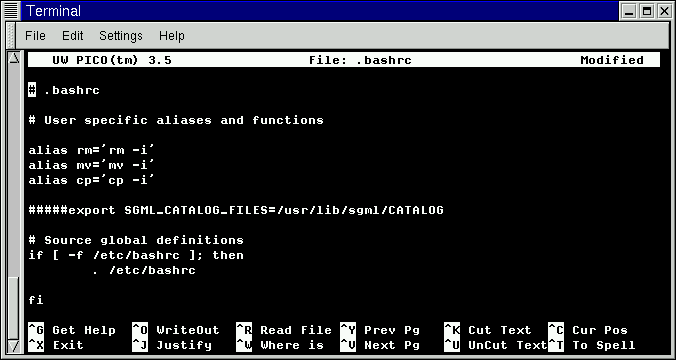 Terminal
File Edit Settings Help
UW PICO(tm) 3.5 File: .bashrc Modified
# .bashrc
# User specific aliases and functions
alias rm='rm -i'
alias mv='mv -i'
alias cp='cp -i'
#####export SGML_CATALOG_FILES=/usr/lib/sgml/CATALOG
# Source global definitions
if [ -f /etc/bashrc ]; then
        . /etc/bashrc
fi
^G Get Help ^O WriteOut ^R Read File ^Y Prev Pg ^K Cut Text ^C Cur Pos
^X Exit ^J Justify ^W Where is ^V Next Pg ^U UnCut Text^T To Spell